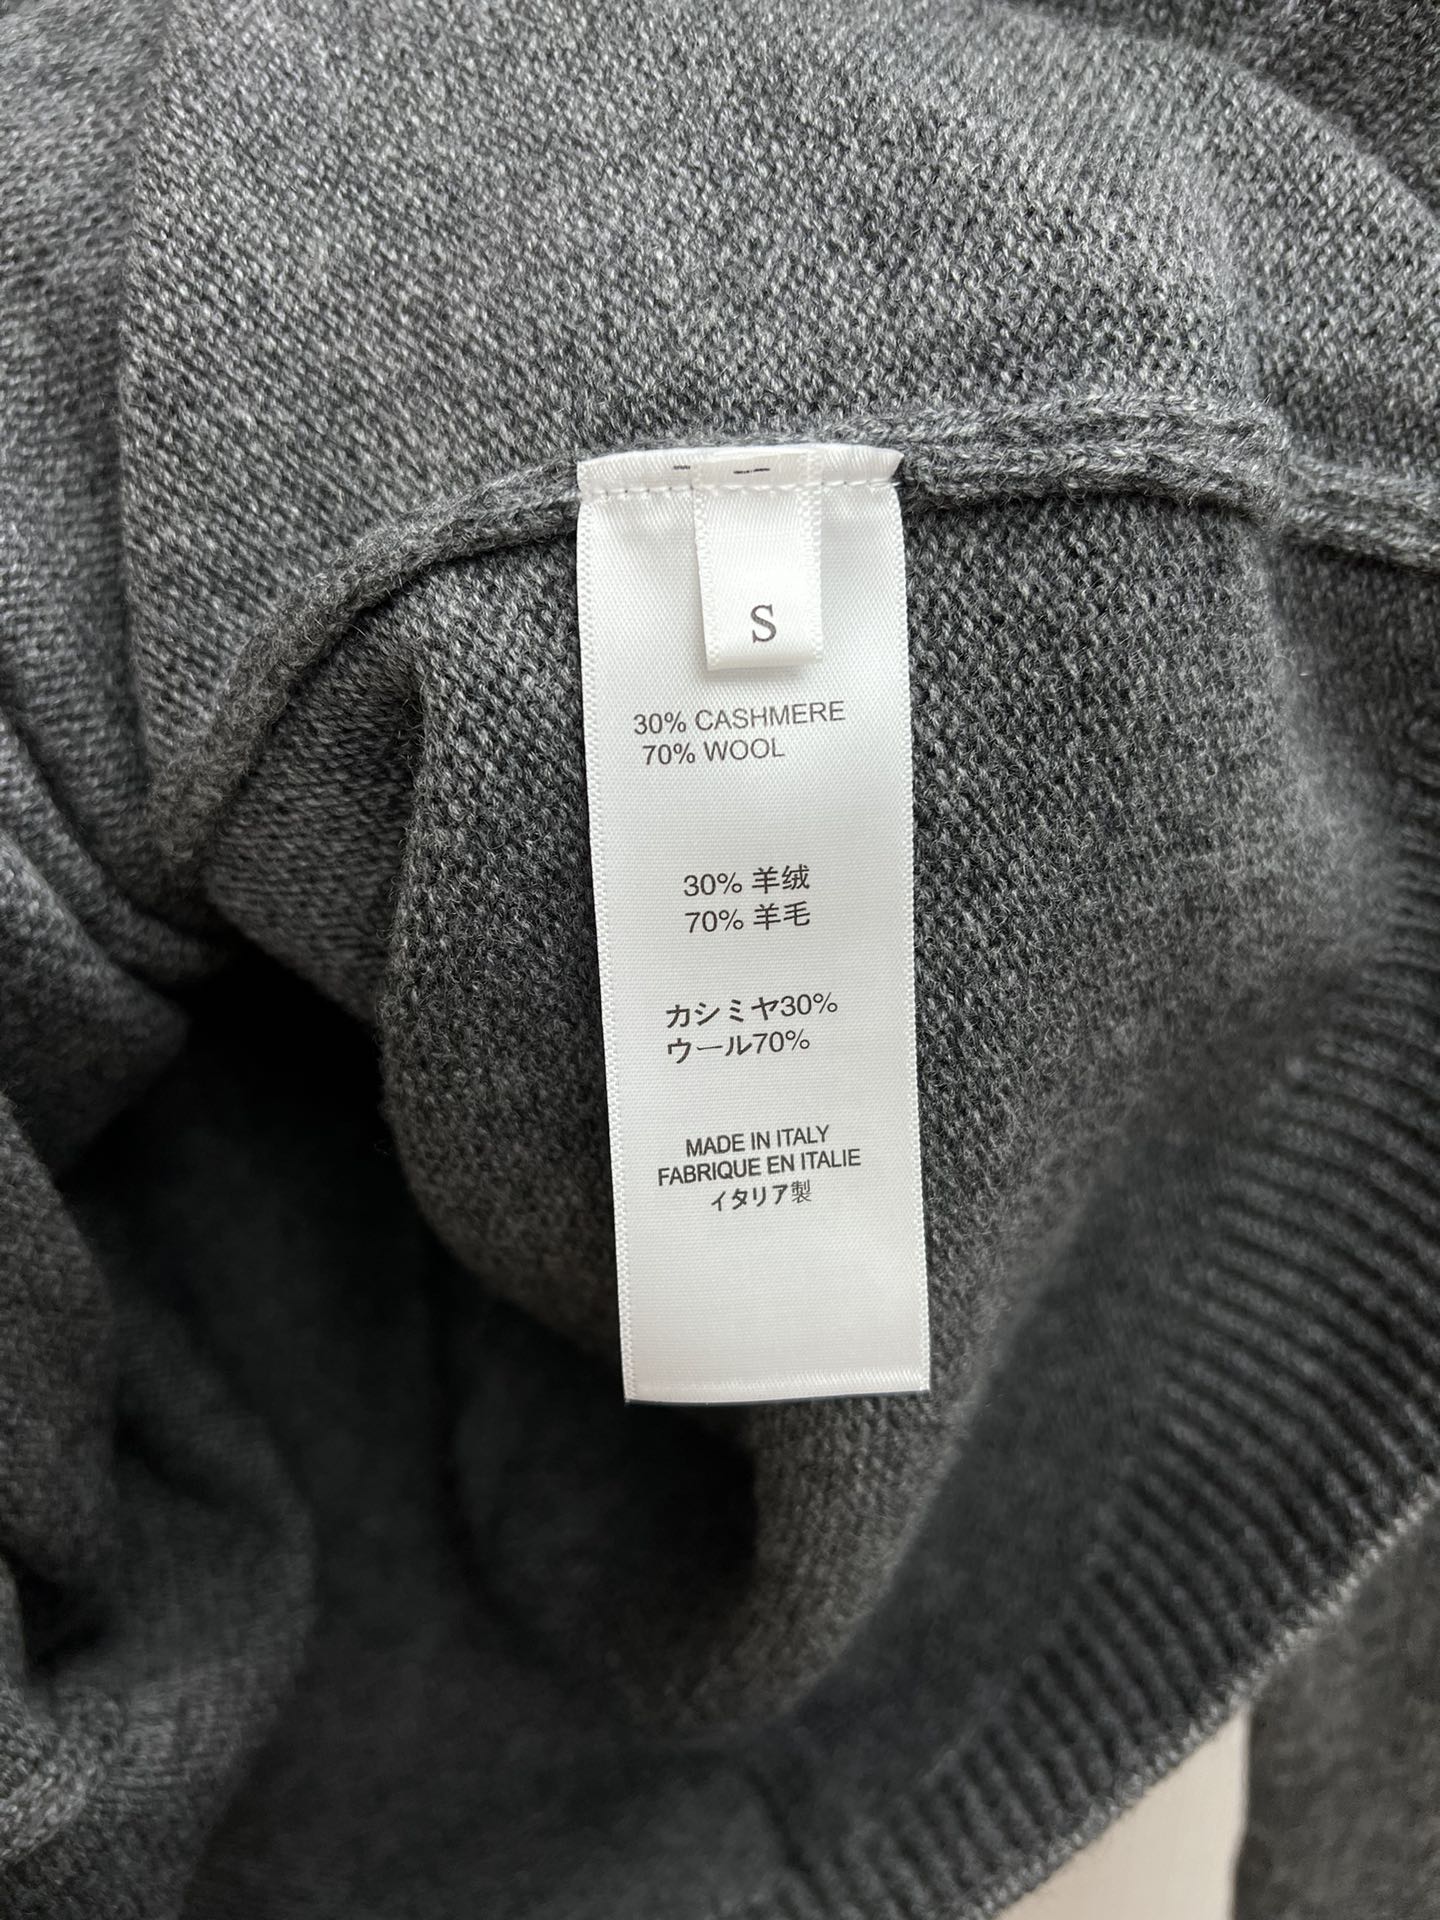 S
30% CASHMERE
70% WOOL
30% 羊绒
70% 羊毛
カシミヤ30%
ウール70%
MADE IN ITALY
FABRIQUE EN ITALIE
イタリア製